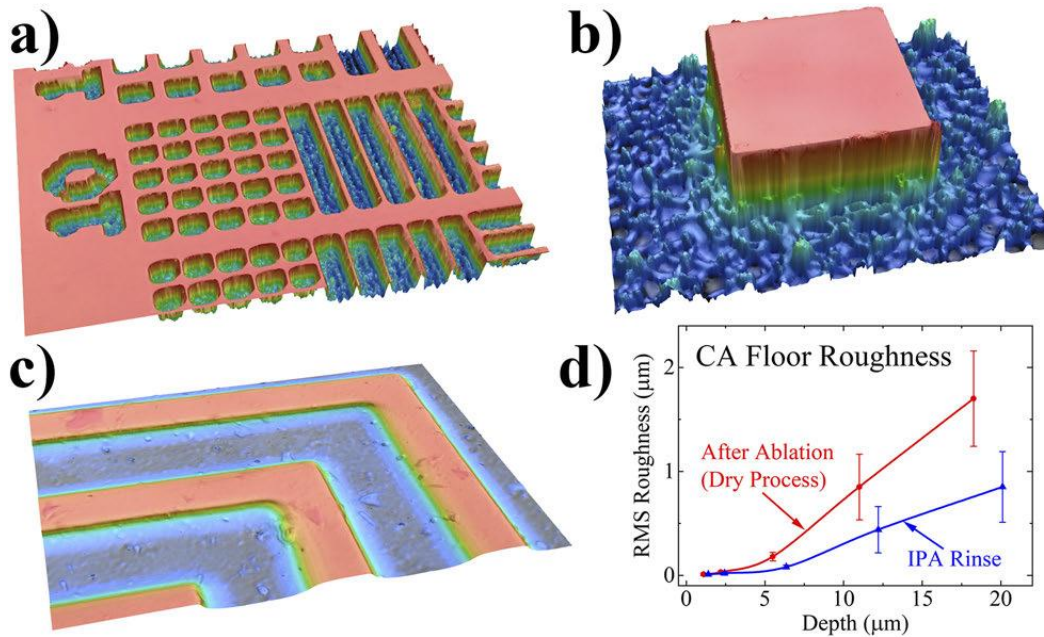 a)
b)
c)
d)
CA Floor Roughness
After Ablation
(Dry Process)
IPA Rinse
RMS Roughness (μm)
2
1
0
0
5
10
15
20
Depth (μm)